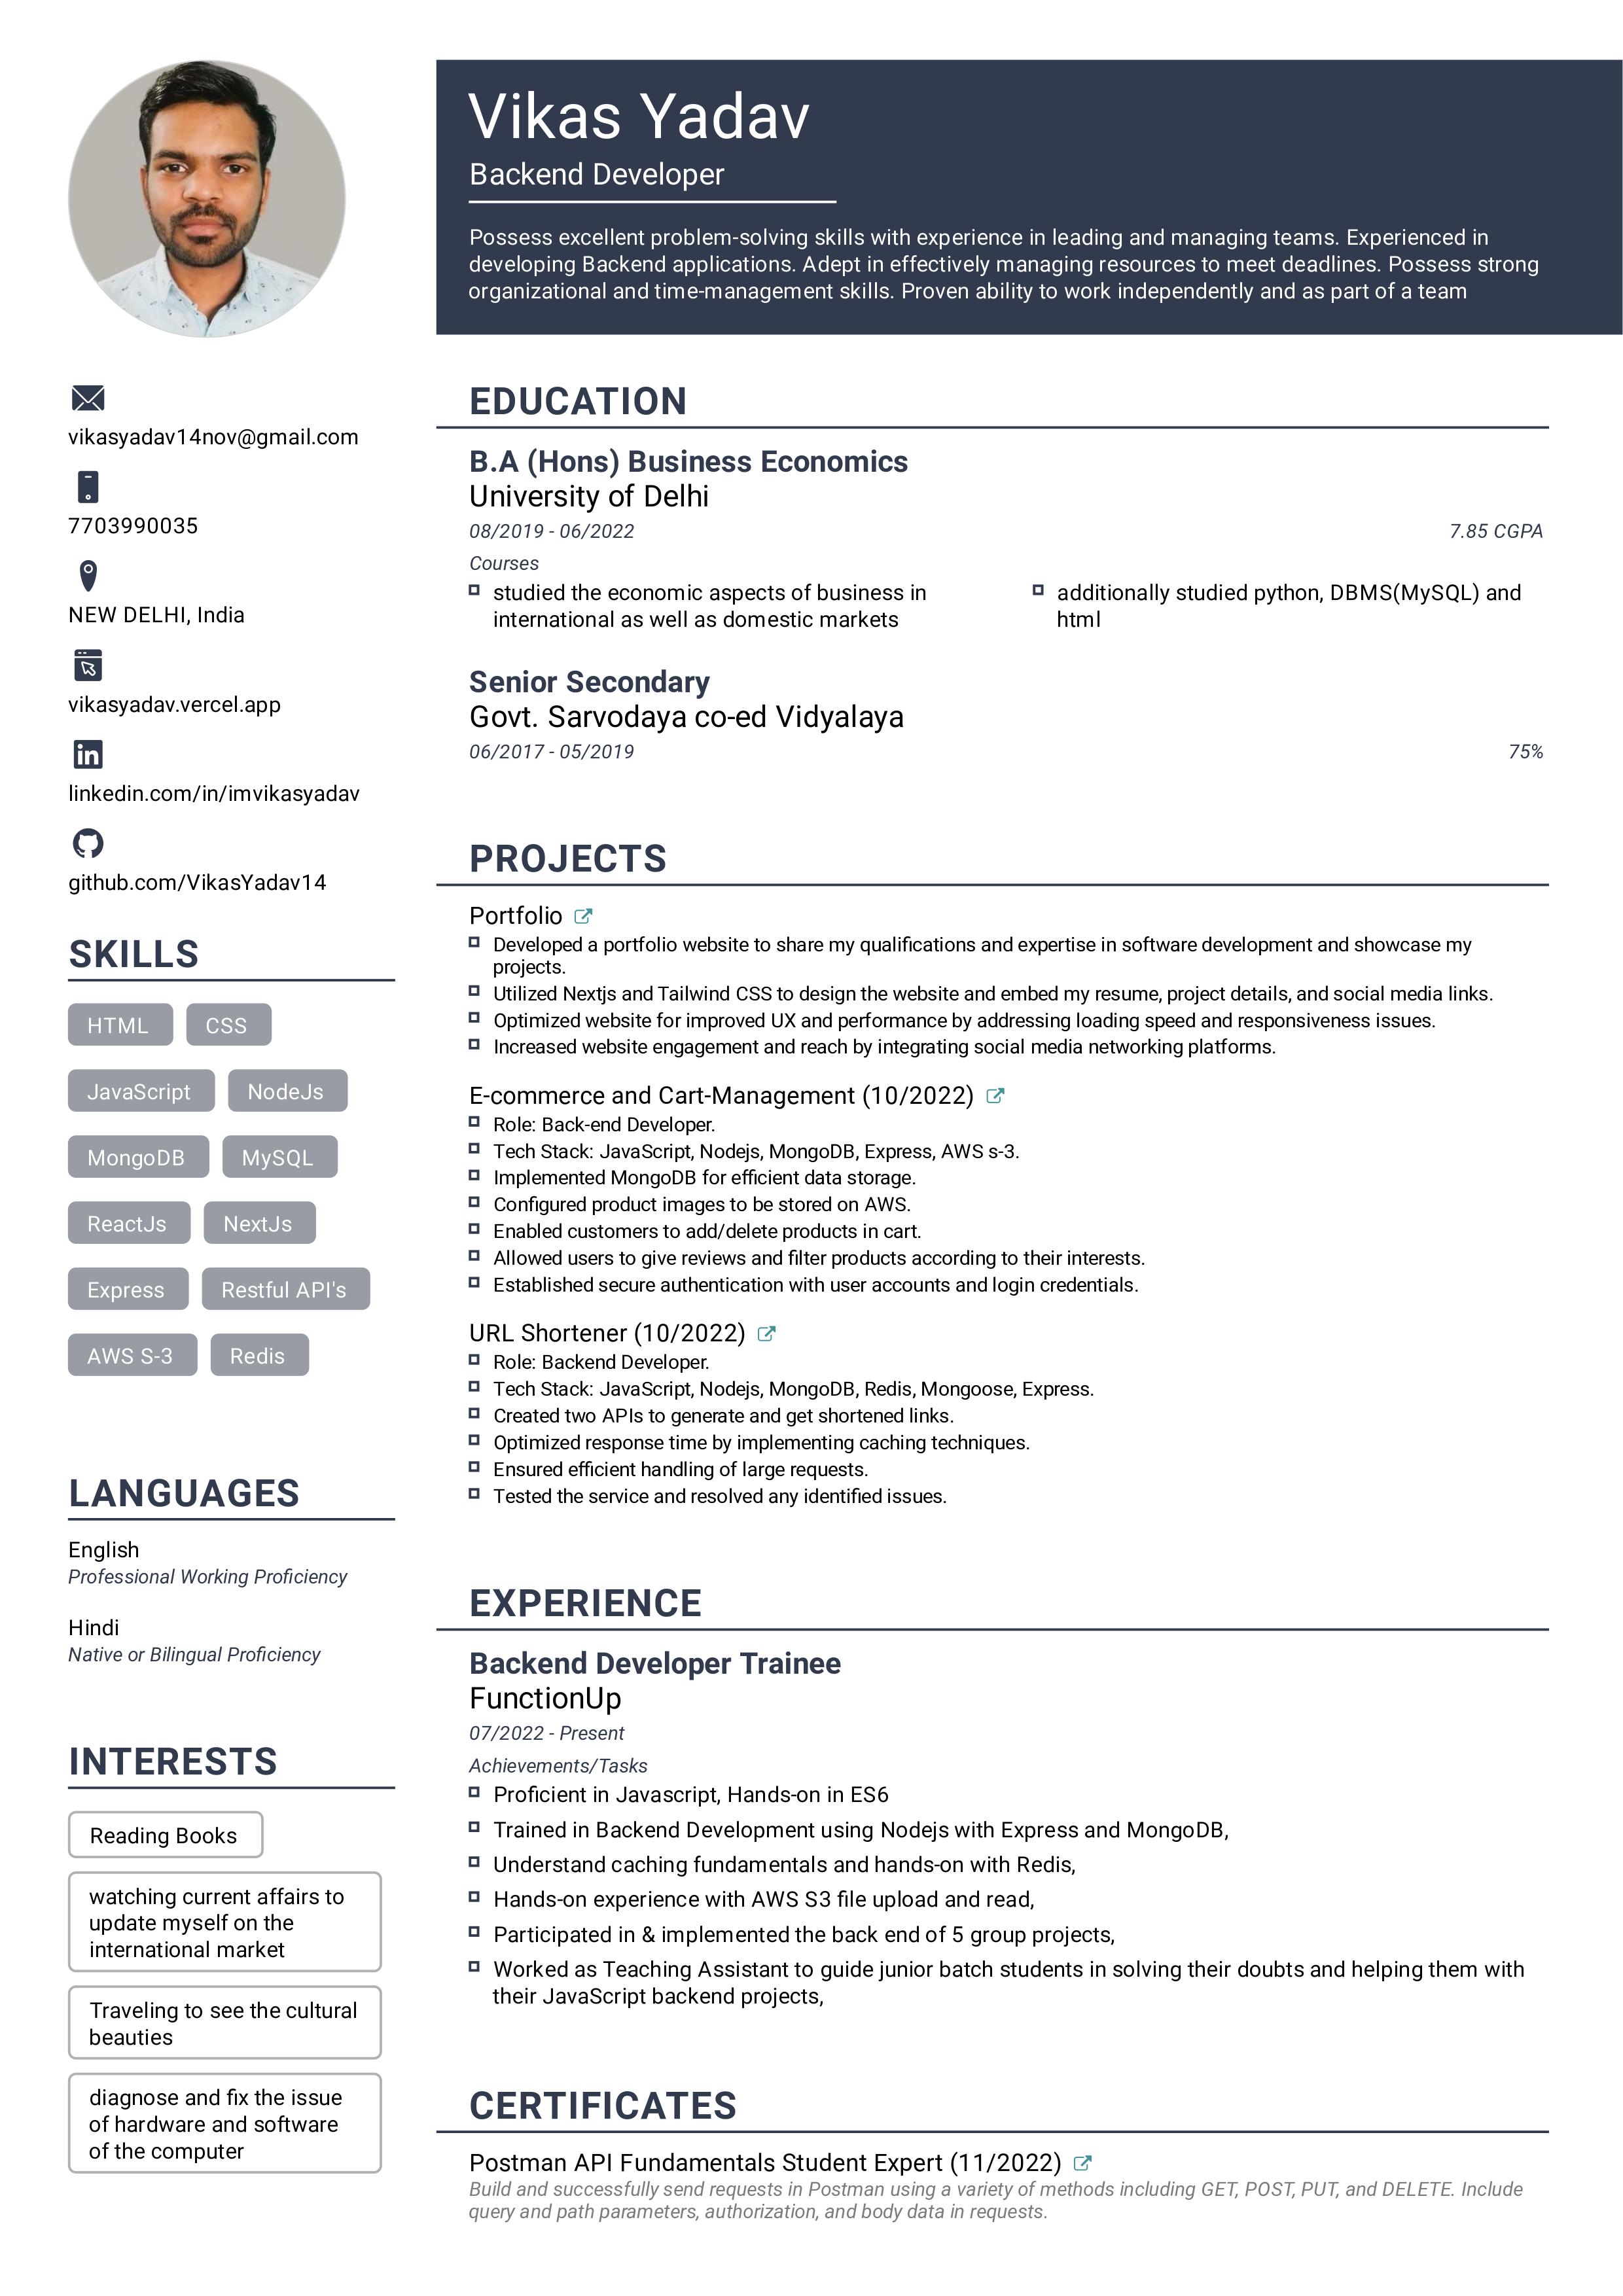 Vikas Yadav
Backend Developer
Possess excellent problem-solving skills with experience in leading and managing teams. Experienced in
developing Backend applications. Adept in effectively managing resources to meet deadlines. Possess strong
organizational and time-management skills. Proven ability to work independently and as part of a team
vikasyadav14nov@gmail.com
7703990035
NEW DELHI, India
vikasyadav.vercel.app
linkedin.com/in/imvikasyadav
github.com/VikasYadav14
SKILLS
HTML CSS
JavaScript NodeJs
MongoDB MySQL
ReactJs NextJs
Express Restful API's
AWS S-3 Redis
LANGUAGES
English
Professional Working Proficiency
Hindi
Native or Bilingual Proficiency
INTERESTS
Reading Books
watching current affairs to
update myself on the
international market
Traveling to see the cultural
beauties
diagnose and fix the issue
of hardware and software
of the computer
EDUCATION
B.A (Hons) Business Economics
University of Delhi
08/2019 - 06/2022 7.85 CGPA
Courses
studied the economic aspects of business in
international as well as domestic markets
additionally studied python, DBMS(MySQL) and
html
Senior Secondary
Govt. Sarvodaya co-ed Vidyalaya
06/2017 - 05/2019 75%
PROJECTS
Portfolio
Developed a portfolio website to share my qualifications and expertise in software development and showcase my
projects.
Utilized Nextjs and Tailwind CSS to design the website and embed my resume, project details, and social media links.
Optimized website for improved UX and performance by addressing loading speed and responsiveness issues.
Increased website engagement and reach by integrating social media networking platforms.
E-commerce and Cart-Management (10/2022)
Role: Back-end Developer.
Tech Stack: JavaScript, Nodejs, MongoDB, Express, AWS s-3.
Implemented MongoDB for efficient data storage.
Configured product images to be stored on AWS.
Enabled customers to add/delete products in cart.
Allowed users to give reviews and filter products according to their interests.
Established secure authentication with user accounts and login credentials.
URL Shortener (10/2022)
Role: Backend Developer.
Tech Stack: JavaScript, Nodejs, MongoDB, Redis, Mongoose, Express.
Created two APIs to generate and get shortened links.
Optimized response time by implementing caching techniques.
Ensured efficient handling of large requests.
Tested the service and resolved any identified issues.
EXPERIENCE
Backend Developer Trainee
FunctionUp
07/2022 - Present
Achievements/Tasks
Proficient in Javascript, Hands-on in ES6
Trained in Backend Development using Nodejs with Express and MongoDB,
Understand caching fundamentals and hands-on with Redis,
Hands-on experience with AWS S3 file upload and read,
Participated in & implemented the back end of 5 group projects,
Worked as Teaching Assistant to guide junior batch students in solving their doubts and helping them with
their JavaScript backend projects,
CERTIFICATES
Postman API Fundamentals Student Expert (11/2022)
Build and successfully send requests in Postman using a variety of methods including GET, POST, PUT, and DELETE. Include
query and path parameters, authorization, and body data in requests.